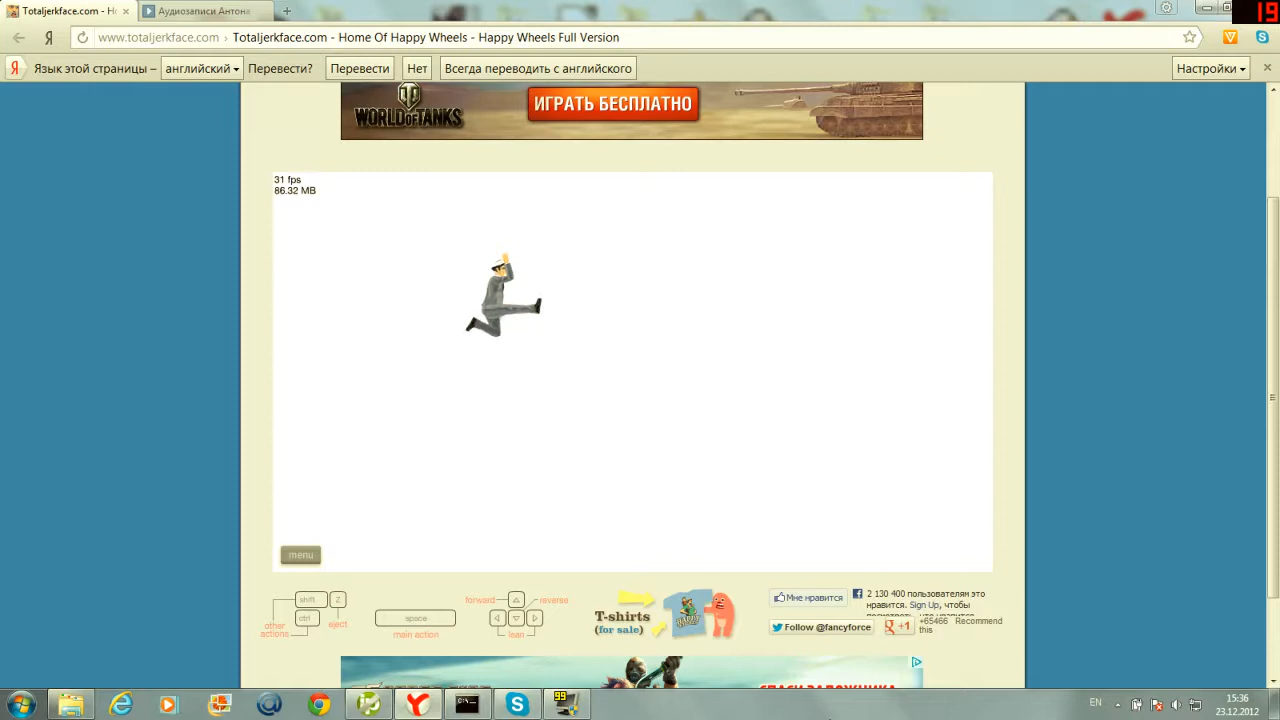 Totaljerkface.com - Ho
Аудиозаписи Антона
19
www.totaljerkface.com
Totaljerkface.com - Home Of Happy Wheels - Happy Wheels Full Version
Язык этой страницы –
английский
Перевести?
Перевести
Нет
Всегда переводить с английского
Настройки
WORLD OF TANKS
ИГРАТЬ БЕСПЛАТНО
31 fps
86.32 MB
menu
shift
Z
ctrl
eject
other
actions
space
main action
forward
reverse
lean
T-shirts
(for sale)
Мне нравится
2 130 400 пользователям это
нравится. Sign Up, чтобы
Follow @fancyforce
+1
+65466 Recommend
this
СПАСИ ЗАЛОЖНИКА
EN
15:36
23.12.2012
99